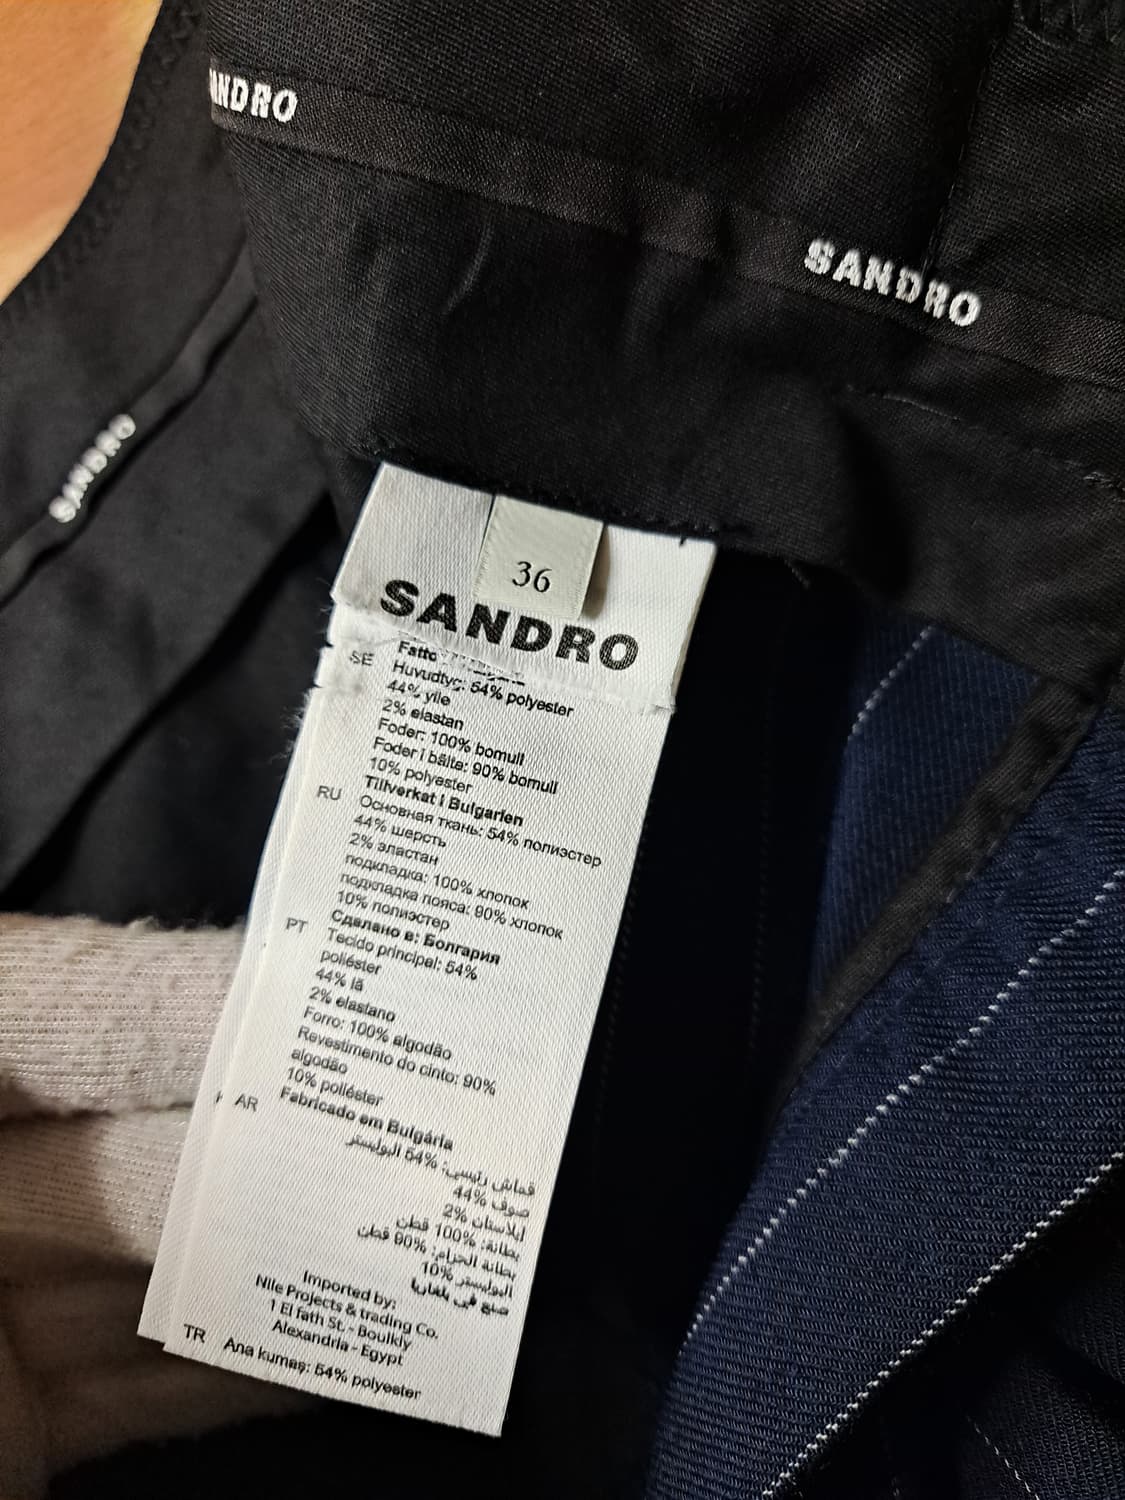 ANDRO
SANDRO
SANDRO
36
SANDRO
Fatto
SE
Huvudtyg: 54% polyester
44% ylle
2% elastan
Foder: 100% bomull
Foder i bälte: 90% bomull
10% polyester
Tillverkat i Bulgarien
RU
Основная ткань: 54% полиэстер
44% шерсть
2% эластан
подкладка: 100% хлопок
подкладка пояса: 90% хлопок
10% полиэстер
Сделано в: Болгария
PT
Tecido principal: 54%
poliéster
44% lã
2% elastano
Forro: 100% algodão
Revestimento do cinto: 90%
algodão
10% poliéster
Fabricado em Bulgária
AR
قماش رئيسي: 54% البوليستر
صوف %44
إيلاستان %2
بطانة: %100 قطن
بطانة الحزام: %90 قطن
البوليستر %10
صنع في بلغاريا
Imported by:
Nile Projects & trading Co.
1 El fath St. - Boulkly
Alexandria - Egypt
TR
Ana kumaş: 54% polyester